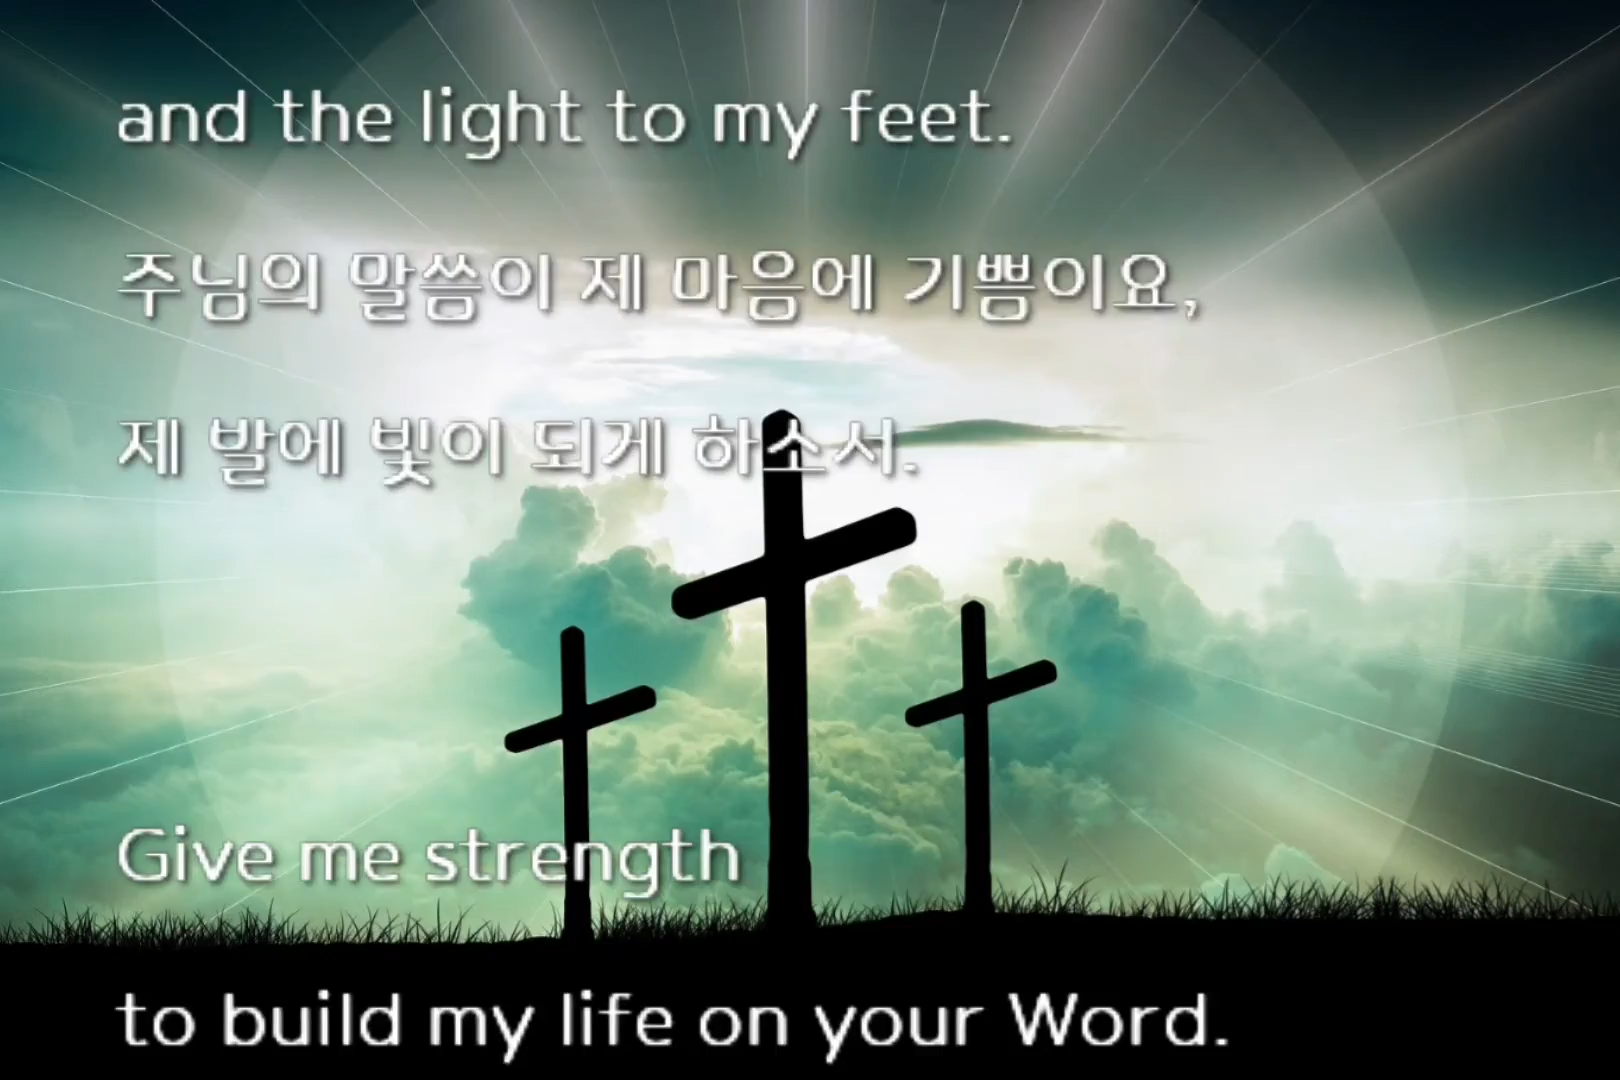 and the light to my feet.
주님의 말씀이 제 마음에 기쁨이요,
제 발에 빛이 되게 하소서.
Give me strength
to build my life on your Word.